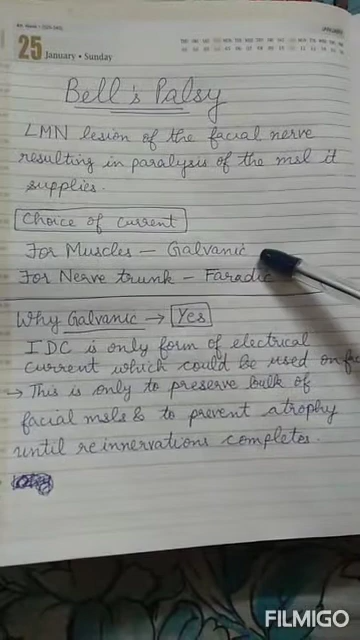 25 January • Sunday
JANUARY
Bell's Palsy
LMN lesion of the facial nerve
resulting in paralysis of the msl it
supplies.
Choice of current
For Muscles – Galvanic
For Nerve trunk – Faradic
Why Galvanic → Yes
IDC is only form of electrical
current which could be used on fa
→ This is only to preserve bulk of
facial msls & to prevent atrophy
until reinnervations completes.
FILMIGO